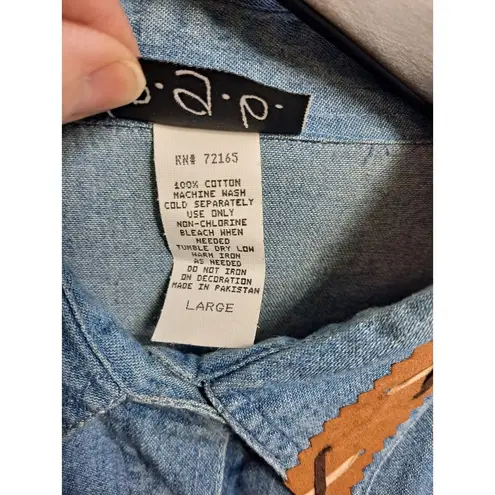 RN# 72165
100% COTTON
MACHINE WASH
COLD SEPARATELY
USE ONLY
NON-CHLORINE
BLEACH WHEN
NEEDED
TUMBLE DRY LOW
WARM IRON
AS NEEDED
DO NOT IRON
ON DECORATION
MADE IN PAKISTAN
LARGE